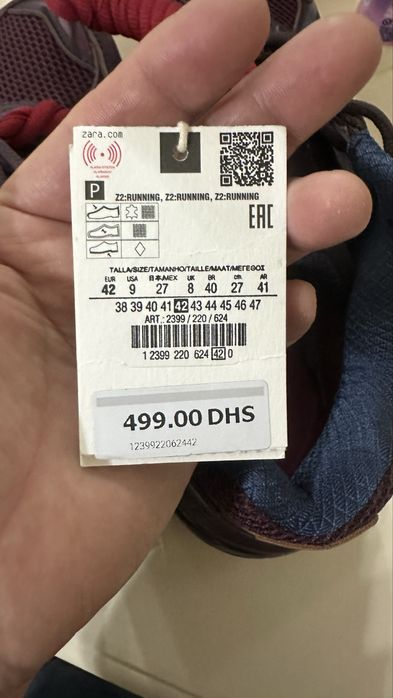 zara.com
P
Z2:RUNNING, Z2:RUNNING, Z2:RUNNING
EAC
TALLA/SIZE/TAMANHO/TAILLE/MAAT/ΜΕΓΕΘΟΣ
EUR USA 日本/MEX UK BR CN AR
42 9 27 8 40 27 41
38 39 40 41 42 43 44 45 46 47
ART.: 2399 / 220 / 624
1 2399 220 624 42 0
499.00 DHS
1239922062442